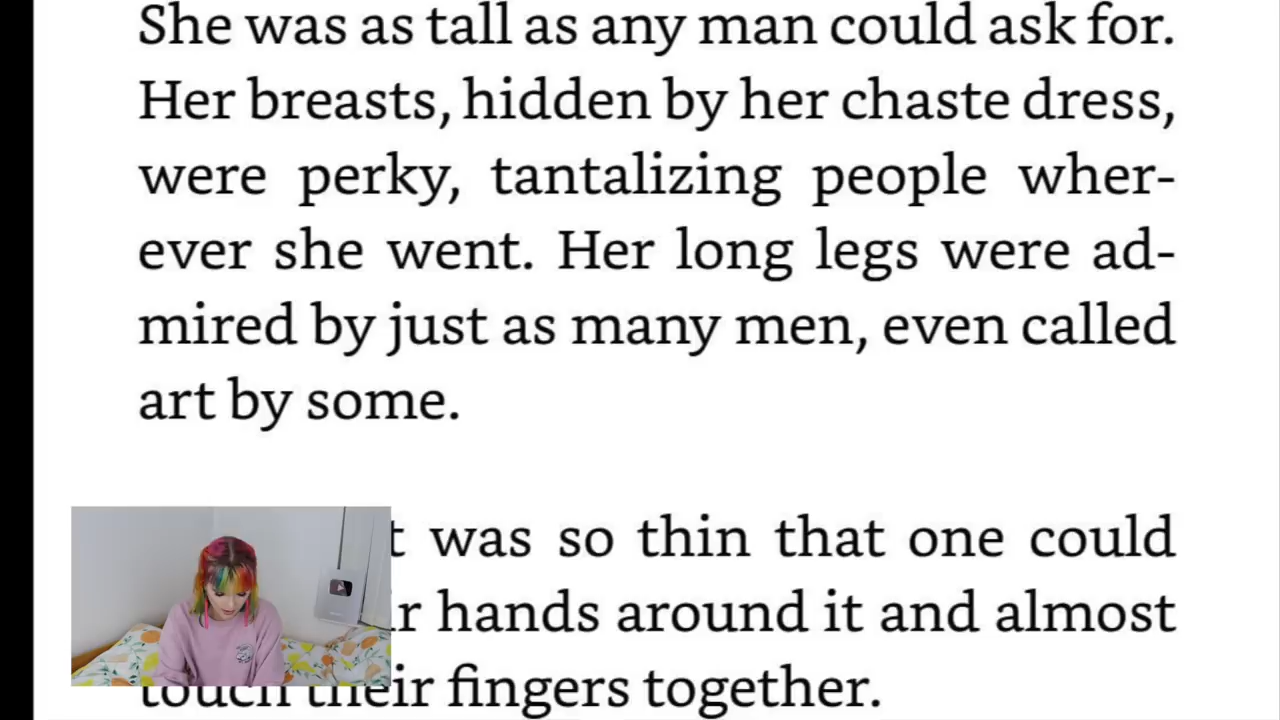 She was as tall as any man could ask for.
Her breasts, hidden by her chaste dress,
were perky, tantalizing people wher-
ever she went. Her long legs were ad-
mired by just as many men, even called
art by some.
was so thin that one could
hands around it and almost
touch their fingers together.